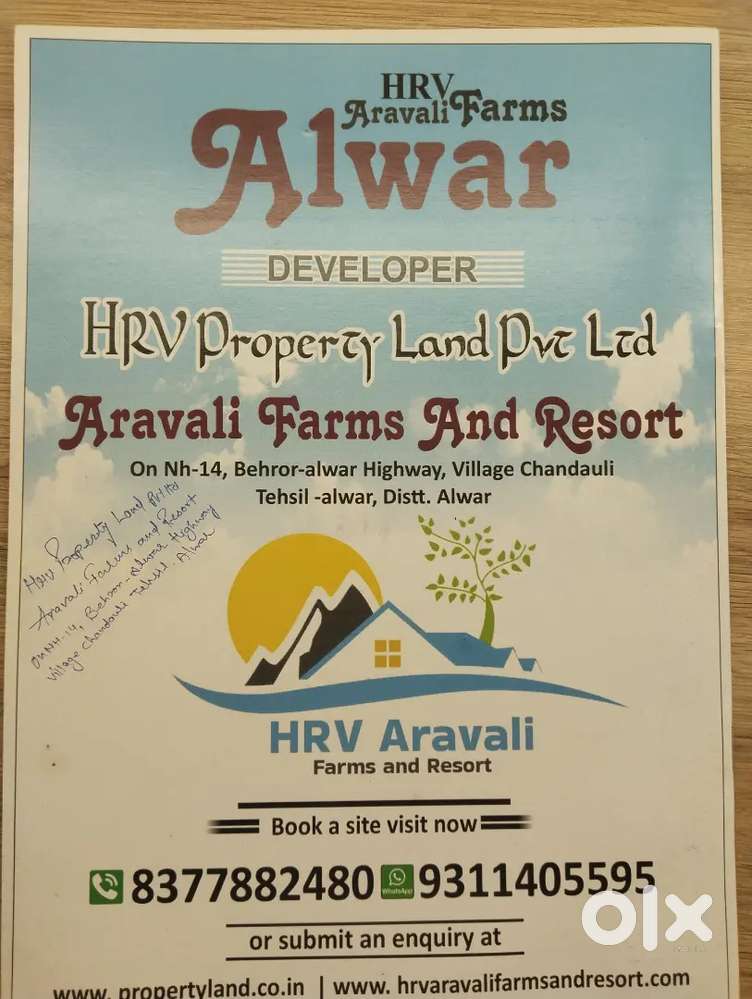 HRV
Aravali Farms
Alwar
DEVELOPER
HRV Property Land Pvt Ltd
Aravali Farms And Resort
On Nh-14, Behror-alwar Highway, Village Chandauli
Tehsil -alwar, Distt. Alwar
HRV Property Land Pvt ltd
Aravali Farms and Resort
On NH-14, Behror-Alwar Highway
Village Chandauli Tehsil. Alwar
HRV Aravali
Farms and Resort
Book a site visit now
8377882480 WhatsApp 9311405595
or submit an enquiry at
www. propertyland.co.in | www. hrvaravalifarmsandresort.com
olx